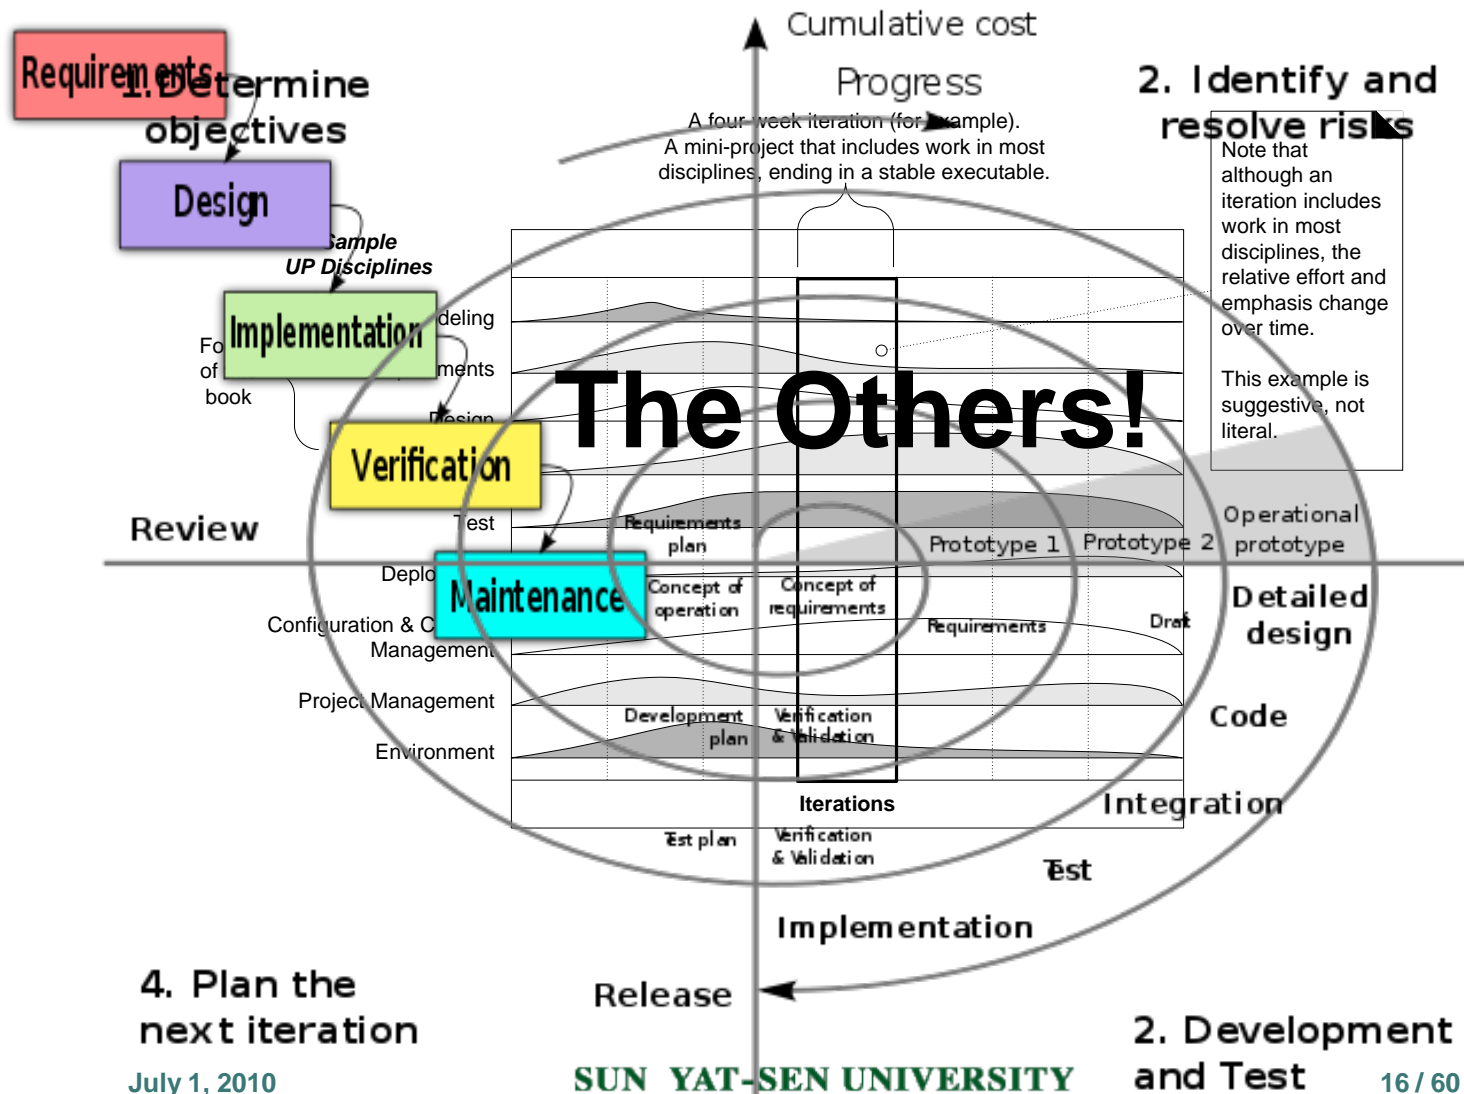 Cumulative cost
Progress
Requirements
1. Determine
objectives
2. Identify and
resolve risks
A four-week iteration (for example).
A mini-project that includes work in most
disciplines, ending in a stable executable.
Note that
although an
iteration includes
work in most
disciplines, the
relative effort and
emphasis change
over time.
This example is
suggestive, not
literal.
Design
Sample
UP Disciplines
Implementation
of
book
Design
The Others!
Verification
Test
Review
Requirements
plan
Prototype 1
Prototype 2
Operational
prototype
Maintenance
Concept of
operation
Concept of
requirements
Requirements
Draft
Detailed
design
Configuration &
Management
Project Management
Development
plan
Verification
& Validation
Code
Environment
Iterations
Integration
Test plan
Verification
& Validation
Test
Implementation
Release
4. Plan the
next iteration
2. Development
and Test
July 1, 2010
SUN YAT-SEN UNIVERSITY
16 / 60